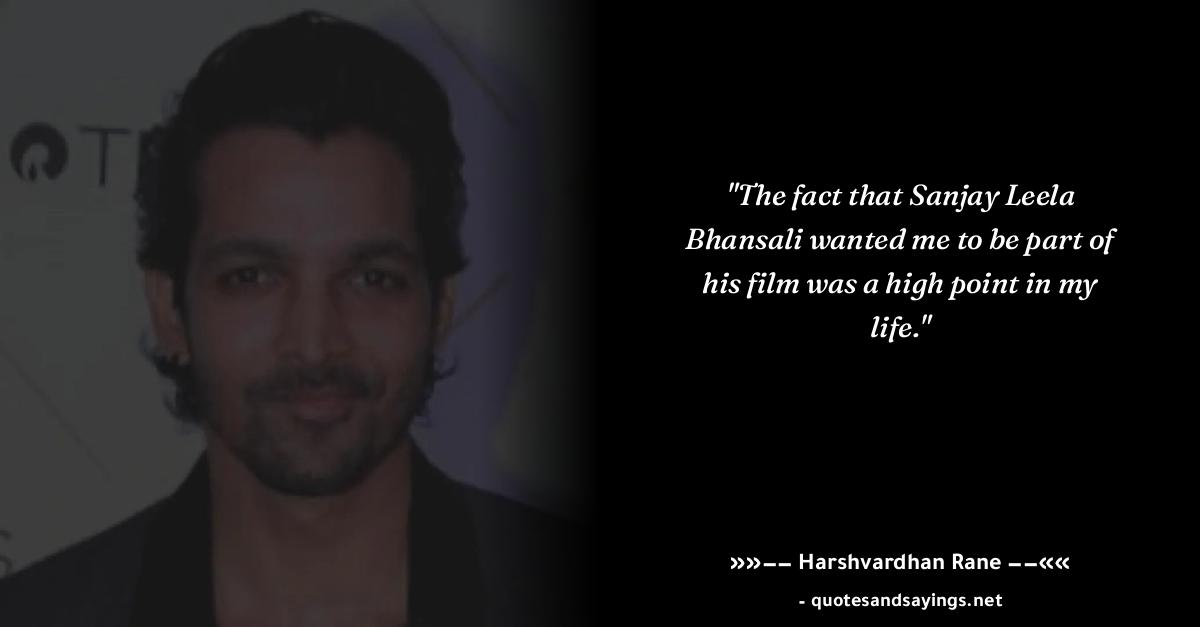 T
S
"The fact that Sanjay Leela
Bhansali wanted me to be part of
his film was a high point in my
life."
»»–– Harshvardhan Rane ––««
- quotesandsayings.net